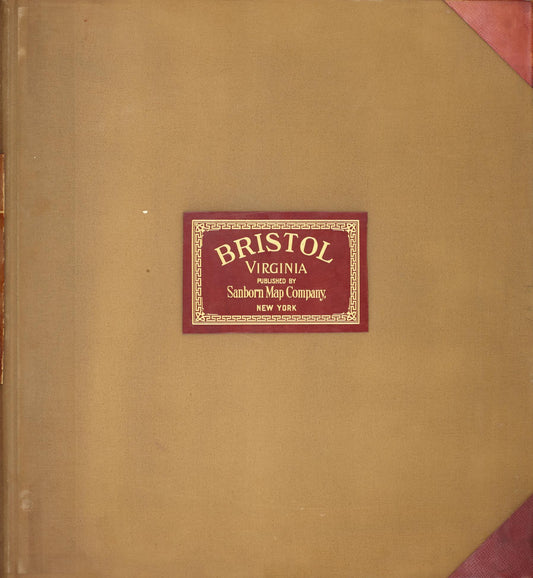 BRISTOL
VIRGINIA
PUBLISHED BY
Sanborn Map Company,
NEW YORK